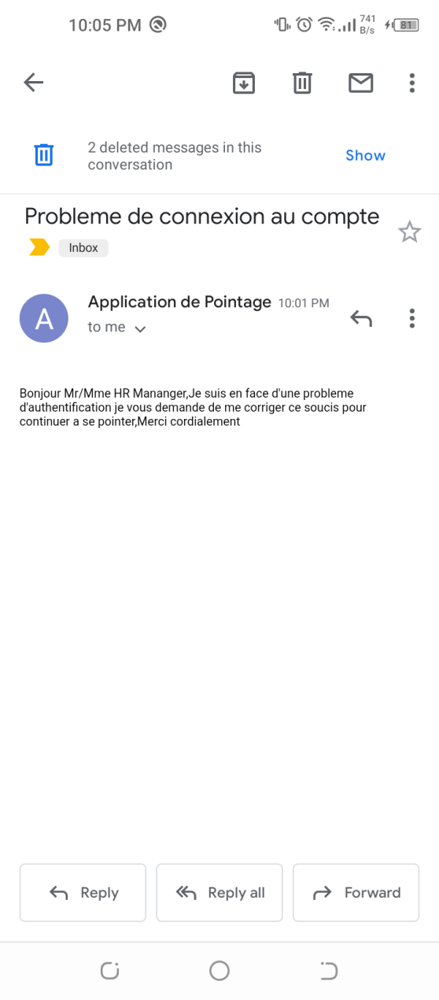 10:05 PM
741
B/s
81
2 deleted messages in this
conversation
Show
Probleme de connexion au compte
Inbox
A
Application de Pointage 10:01 PM
to me
Bonjour Mr/Mme HR Mananger,Je suis en face d'une probleme
d'authentification je vous demande de me corriger ce soucis pour
continuer a se pointer,Merci cordialement
Reply
Reply all
Forward